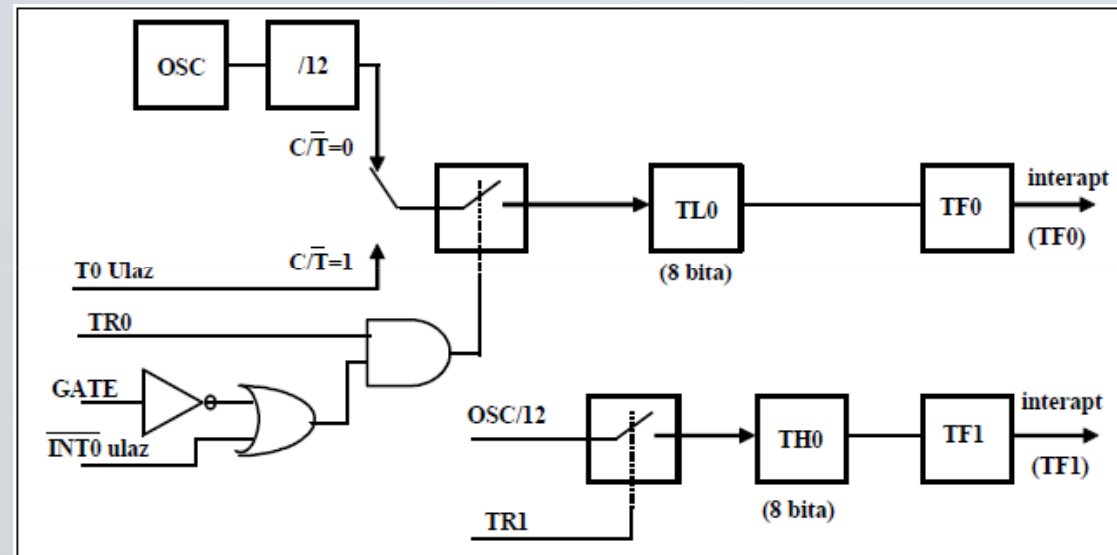 OSC
/12
C/T̅=0
interapt
TL0
TF0
(TF0)
(8 bita)
C/T̅=1
T0 Ulaz
TR0
GATE
I̅N̅T̅0̅ ulaz
OSC/12
TH0
TF1
interapt
(TF1)
(8 bita)
TR1